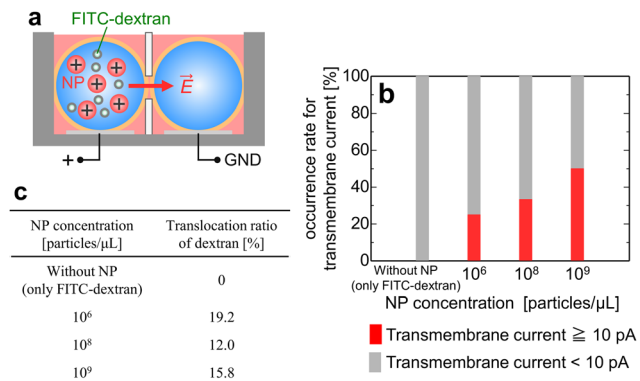 a
FITC-dextran
NP
E
+
GND
b
occurrence rate for
transmembrane current [%]
100
80
60
40
20
0
Without NP
(only FITC-dextran)
10⁶
10⁸
10⁹
NP concentration [particles/μL]
Transmembrane current ≧ 10 pA
Transmembrane current < 10 pA
c
NP concentration
[particles/μL]
Translocation ratio
of dextran [%]
Without NP
(only FITC-dextran)
0
10⁶ 19.2
10⁸ 12.0
10⁹ 15.8